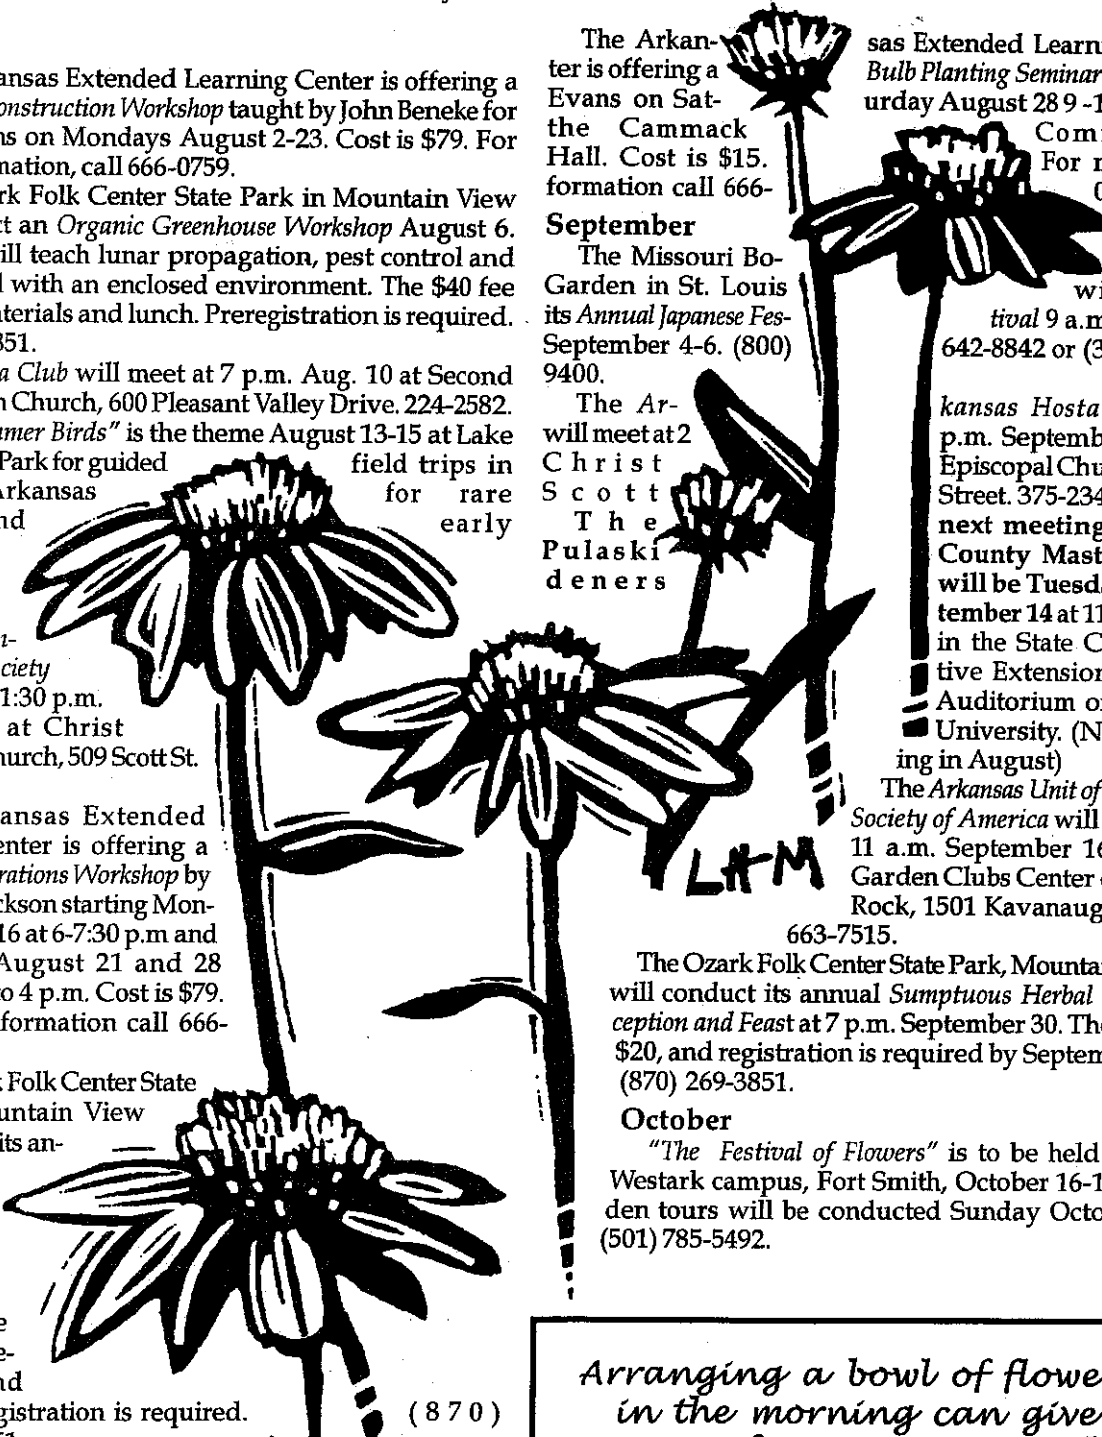 ansas Extended Learning Center is offering a
onstruction Workshop taught by John Beneke for
ns on Mondays August 2-23. Cost is $79. For
mation, call 666-0759.
rk Folk Center State Park in Mountain View
ct an Organic Greenhouse Workshop August 6.
ill teach lunar propagation, pest control and
l with an enclosed environment. The $40 fee
terials and lunch. Preregistration is required.
851.
a Club will meet at 7 p.m. Aug. 10 at Second
n Church, 600 Pleasant Valley Drive. 224-2582.
mer Birds" is the theme August 13-15 at Lake
Park for guided field trips in
Arkansas for rare
nd early
n-
ciety
1:30 p.m.
at Christ
hurch, 509 Scott St.
ansas Extended
enter is offering a
rations Workshop by
ckson starting Mon-
16 at 6-7:30 p.m and
August 21 and 28
to 4 p.m. Cost is $79.
formation call 666-
k Folk Center State
untain View
its an-
e
e-
nd
gistration is required. (870)
The Arkan- sas Extended Learn
ter is offering a Bulb Planting Seminar
Evans on Sat- urday August 28 9 -1
the Cammack Com
Hall. Cost is $15. For
formation call 666-
September
The Missouri Bo-
Garden in St. Louis wi
its Annual Japanese Fes- tival 9 a.m
September 4-6. (800) 642-8842 or (3
9400.
The Ar- kansas Hosta
will meet at 2 p.m. Septemb
Christ Episcopal Chu
Scott Street. 375-234
The next meeting
Pulaski County Mast
deners will be Tuesd
tember 14 at 11
in the State C
tive Extension
Auditorium o
University. (N
ing in August)
The Arkansas Unit of
Society of America will
11 a.m. September 16
Garden Clubs Center
Rock, 1501 Kavanaug
663-7515.
LH-M
The Ozark Folk Center State Park, Mounta
will conduct its annual Sumptuous Herbal
ception and Feast at 7 p.m. September 30. Th
$20, and registration is required by Septem
(870) 269-3851.
October
"The Festival of Flowers" is to be held
Westark campus, Fort Smith, October 16-1
den tours will be conducted Sunday Octo
(501) 785-5492.
Arranging a bowl of flowe
in the morning can give